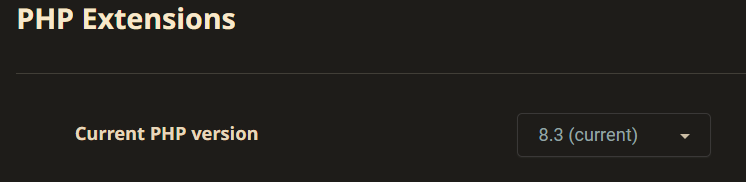 PHP Extensions
Current PHP version
8.3 (current)